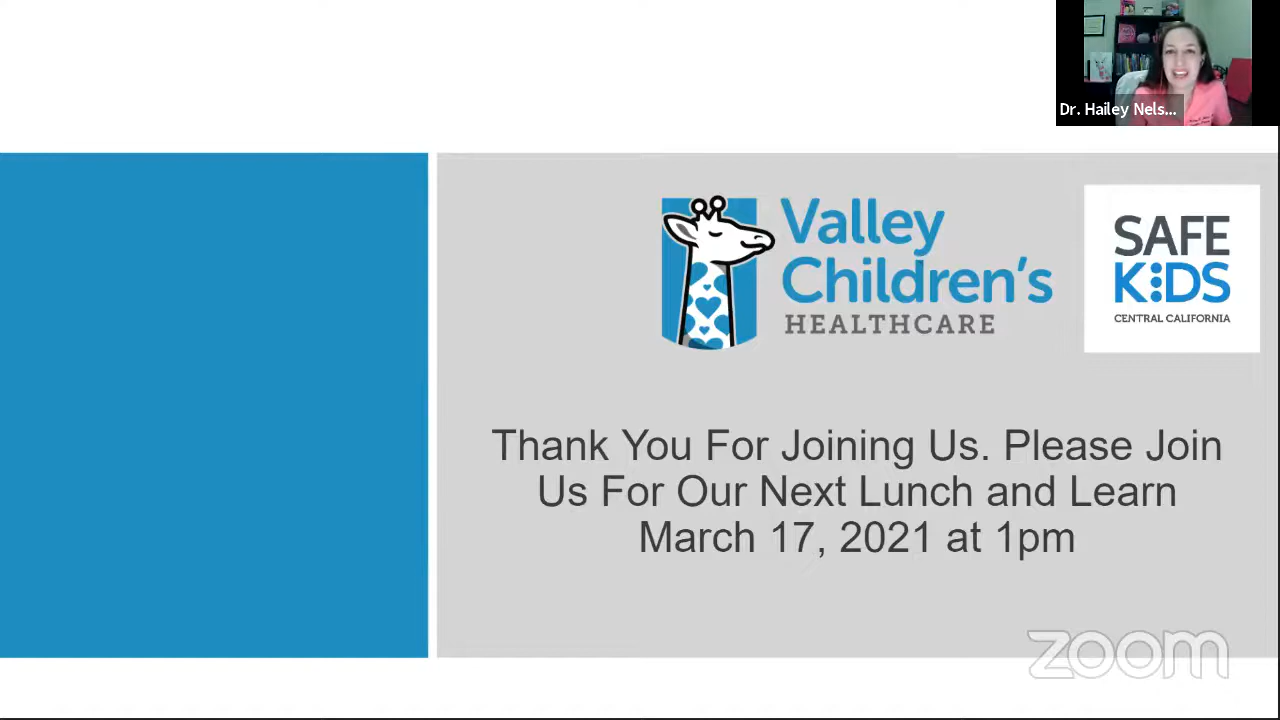 Dr. Hailey Nels...
Valley
Children's
HEALTHCARE
SAFE
KIDS
CENTRAL CALIFORNIA
Thank You For Joining Us. Please Join
Us For Our Next Lunch and Learn
March 17, 2021 at 1pm
zoom